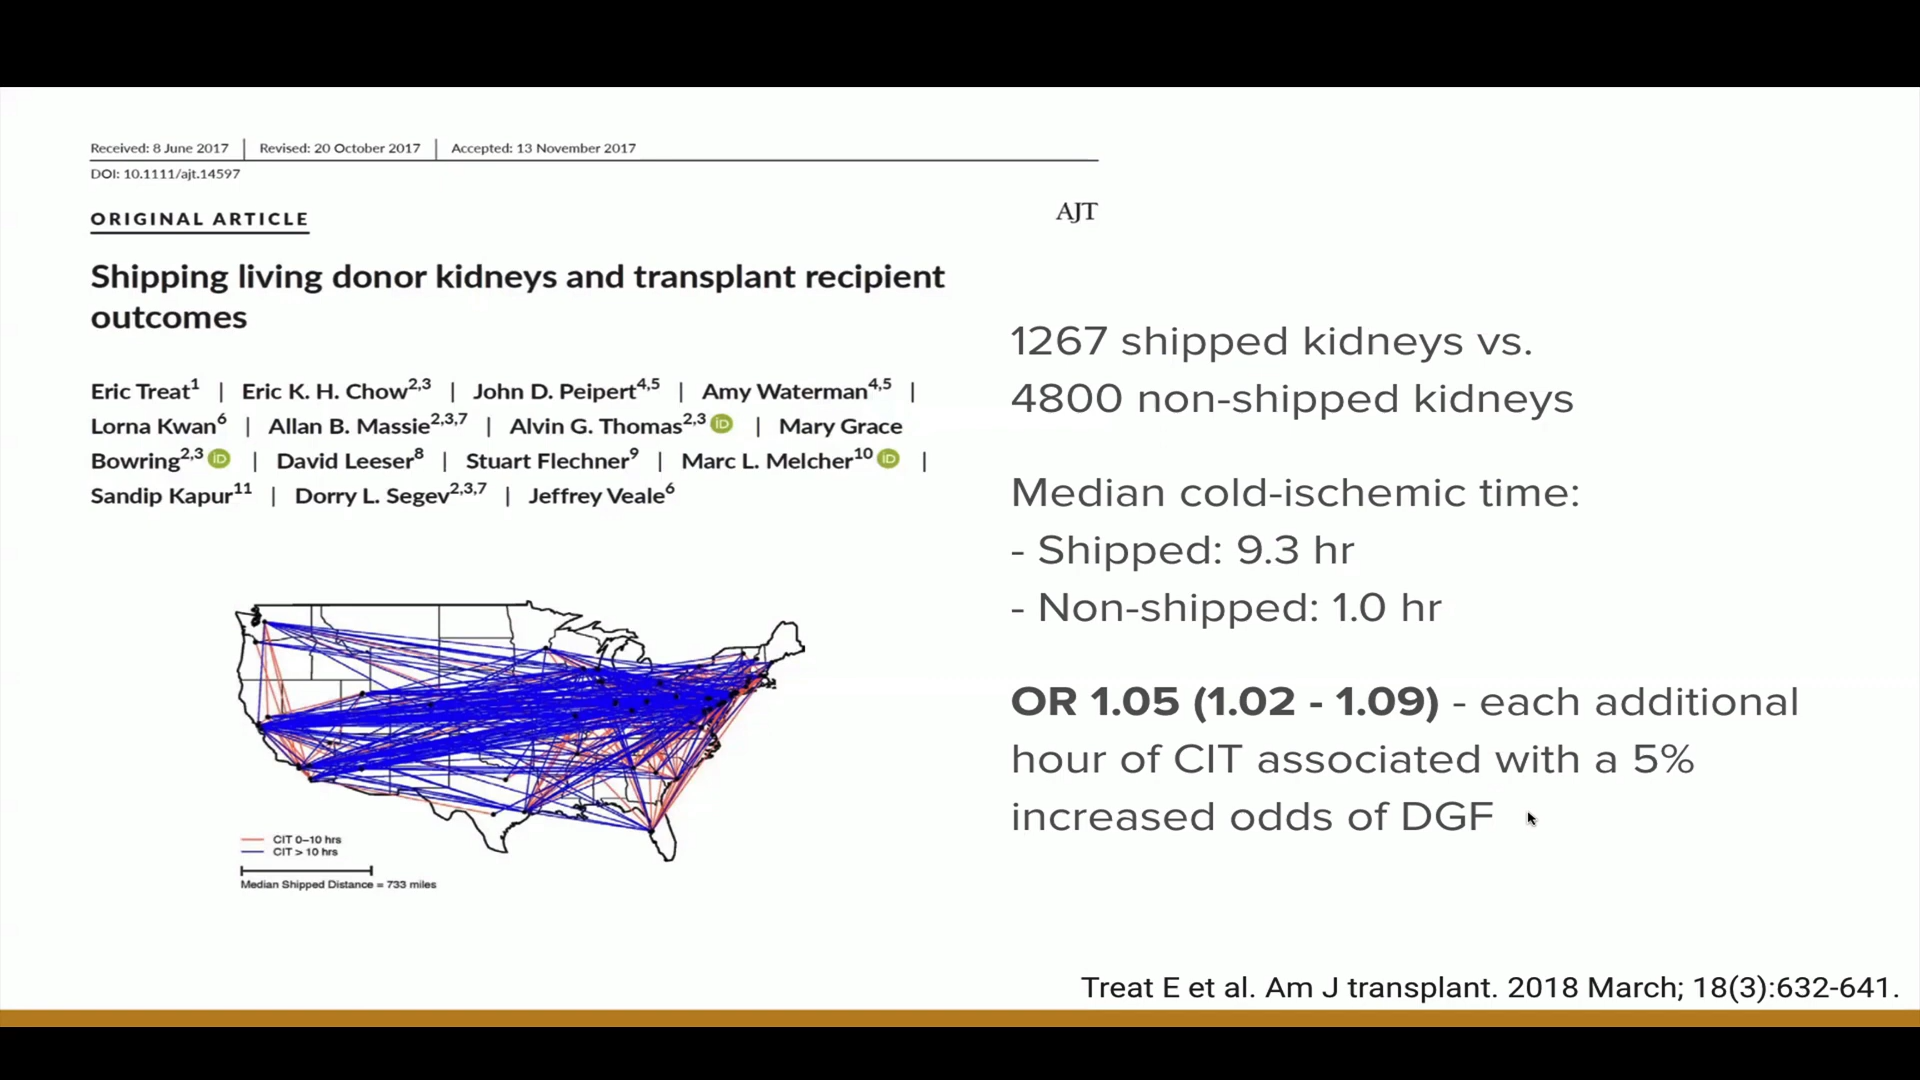 Received: 8 June 2017 | Revised: 20 October 2017 | Accepted: 13 November 2017
DOI: 10.1111/ajt.14597
ORIGINAL ARTICLE
AJT
Shipping living donor kidneys and transplant recipient
outcomes
Eric Treat1 | Eric K. H. Chow2,3 | John D. Peipert4,5 | Amy Waterman4,5 |
Lorna Kwan6 | Allan B. Massie2,3,7 | Alvin G. Thomas2,3 iD | Mary Grace
Bowring2,3 iD | David Leeser8 | Stuart Flechner9 | Marc L. Melcher10 iD |
Sandip Kapur11 | Dorry L. Segev2,3,7 | Jeffrey Veale6
CIT 0–10 hrs
CIT > 10 hrs
Median Shipped Distance = 733 miles
1267 shipped kidneys vs.
4800 non-shipped kidneys
Median cold-ischemic time:
- Shipped: 9.3 hr
- Non-shipped: 1.0 hr
OR 1.05 (1.02 - 1.09) - each additional
hour of CIT associated with a 5%
increased odds of DGF
Treat E et al. Am J transplant. 2018 March; 18(3):632-641.